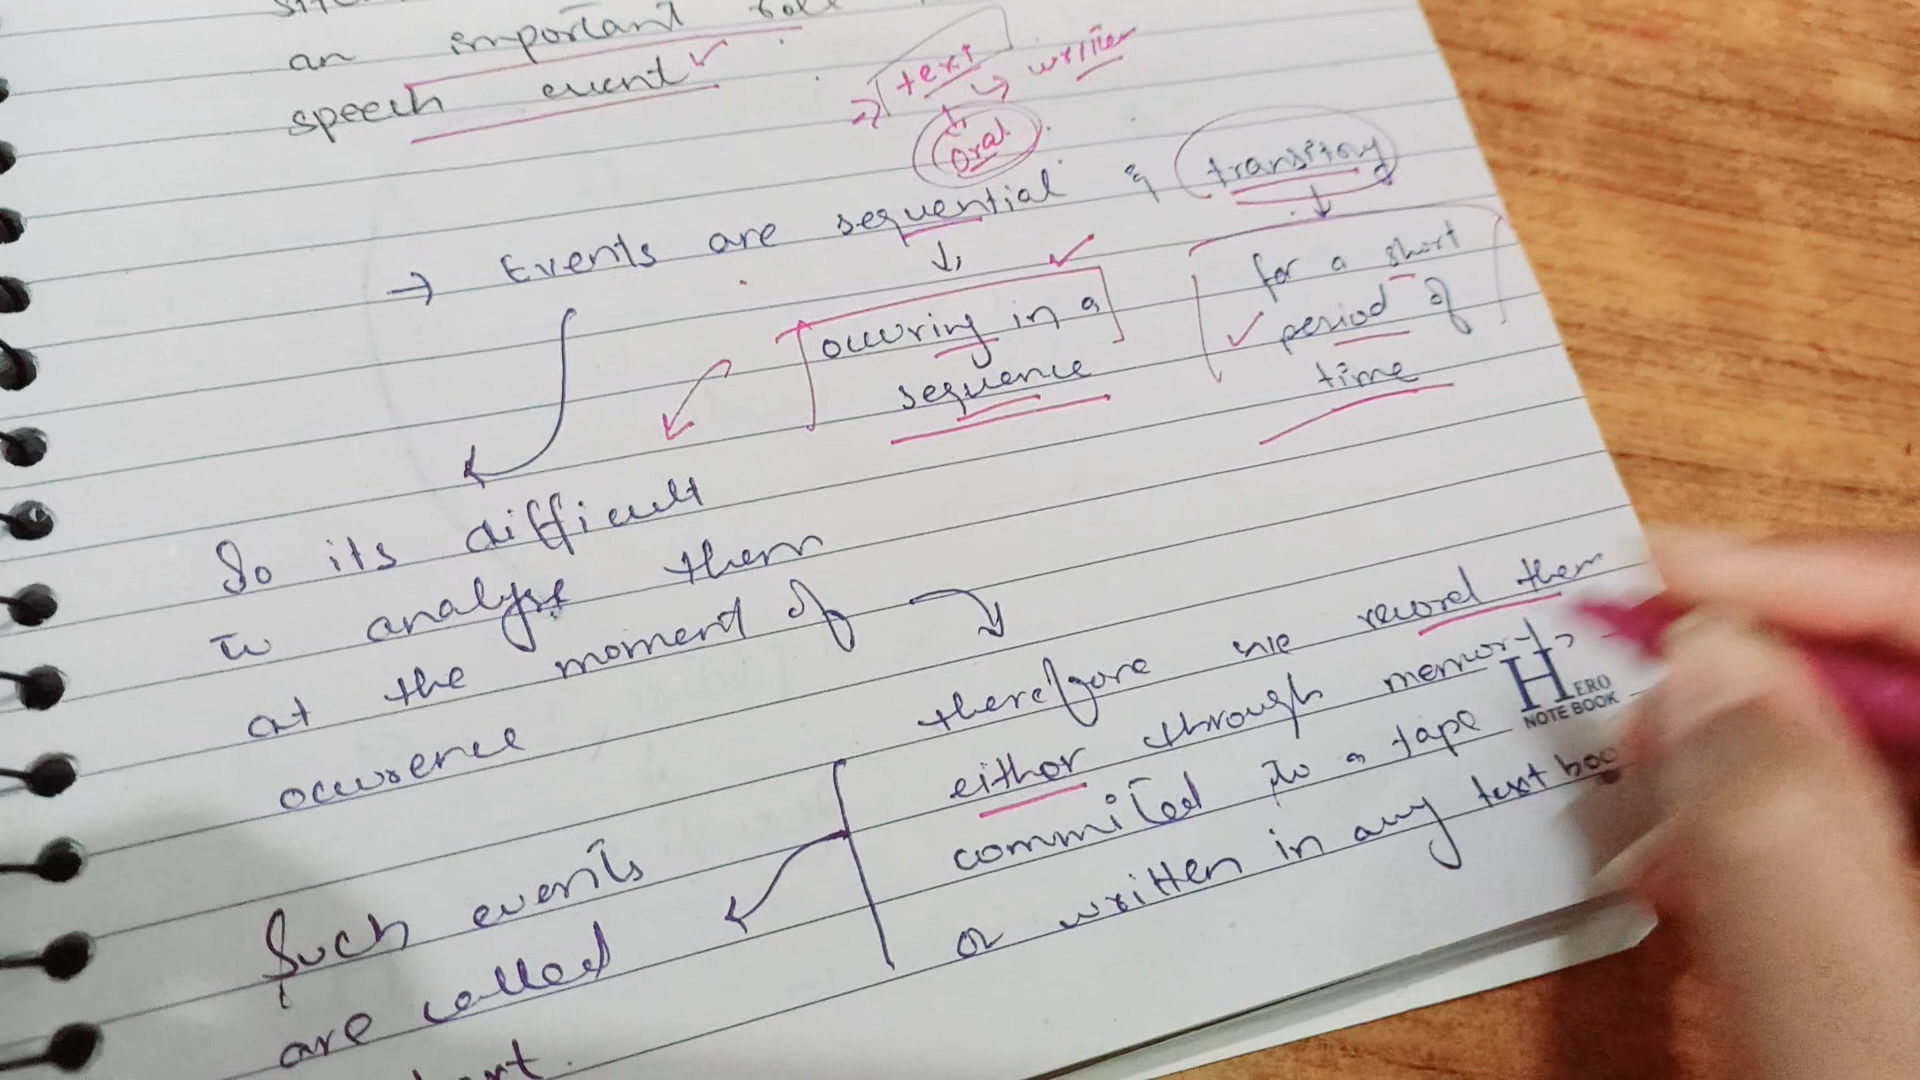 an important role
speech event
text → written
oral
→ Events are sequential & transitory
occuring in a
sequence
for a short
period of
time
So its difficult
to analyse them
at the moment of
occurence
therefore we record them
either through memory,
commited to a tape
or written in any text boo
HERO
NOTE BOOK
Such events
are called